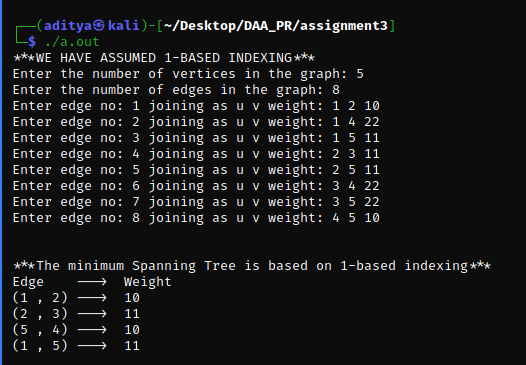 ┌──(aditya㉿kali)-[~/Desktop/DAA_PR/assignment3]
└─$ ./a.out
***WE HAVE ASSUMED 1-BASED INDEXING***
Enter the number of vertices in the graph: 5
Enter the number of edges in the graph: 8
Enter edge no: 1 joining as u v weight: 1 2 10
Enter edge no: 2 joining as u v weight: 1 4 22
Enter edge no: 3 joining as u v weight: 1 5 11
Enter edge no: 4 joining as u v weight: 2 3 11
Enter edge no: 5 joining as u v weight: 2 5 11
Enter edge no: 6 joining as u v weight: 3 4 22
Enter edge no: 7 joining as u v weight: 3 5 22
Enter edge no: 8 joining as u v weight: 4 5 10
***The minimum Spanning Tree is based on 1-based indexing***
Edge    ---> Weight
(1 , 2) ---> 10
(2 , 3) ---> 11
(5 , 4) ---> 10
(1 , 5) ---> 11